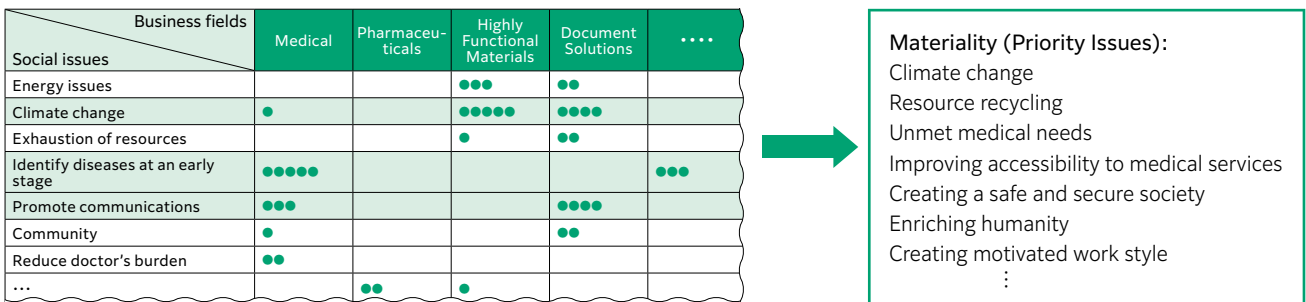 Business fields
Social issues
Medical
Pharmaceu-
ticals
Highly
Functional
Materials
Document
Solutions
••••
Energy issues
●●●
●●
Climate change
●
●●●●●
●●●●
Exhaustion of resources
●
●●
Identify diseases at an early
stage
●●●●●
●●●
Promote communications
●●●
●●●●
Community
●
●●
Reduce doctor's burden
●●
...
●●
●
Materiality (Priority Issues):
Climate change
Resource recycling
Unmet medical needs
Improving accessibility to medical services
Creating a safe and secure society
Enriching humanity
Creating motivated work style
⋮